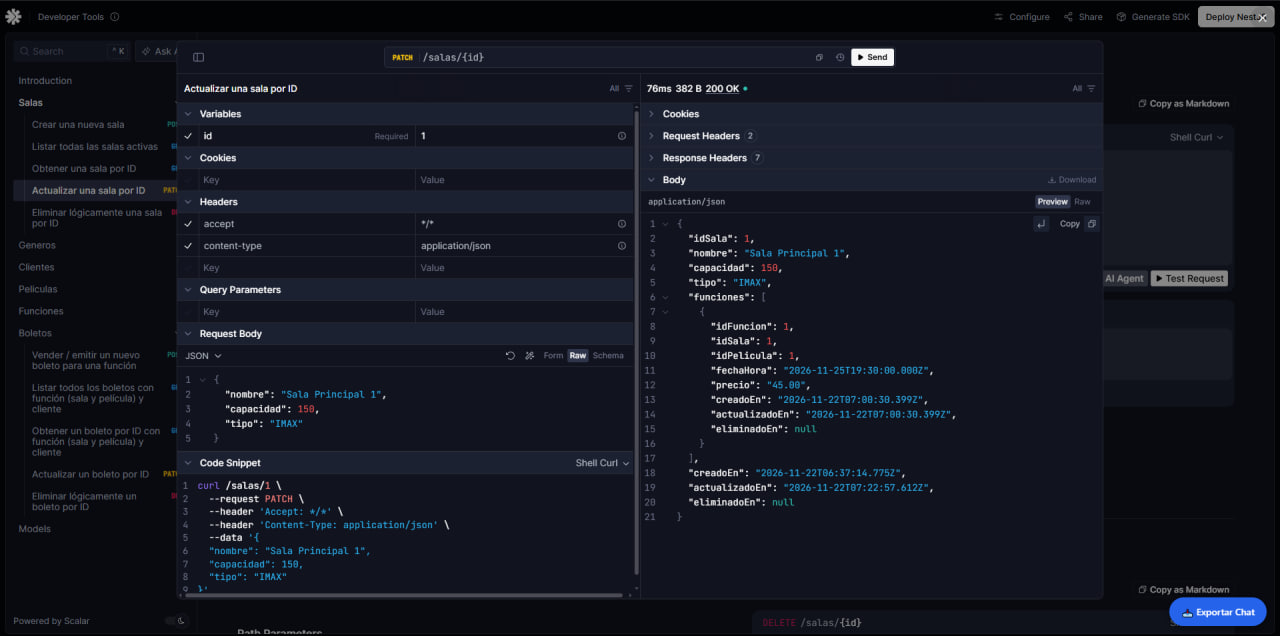 Developer Tools
Configure
Share
Generate SDK
Search
^ K
Ask
Introduction
Salas
Crear una nueva sala
Listar todas las salas activas
Obtener una sala por ID
Actualizar una sala por ID
Eliminar lógicamente una sala
por ID
Generos
Clientes
Peliculas
Funciones
Boletos
Vender / emitir un nuevo
boleto para una función
Listar todos los boletos con
función (sala y película) y
cliente
Obtener un boleto por ID con
función (sala y película) y
cliente
Actualizar un boleto por ID
Eliminar lógicamente un
boleto por ID
Models
Powered by Scalar
PATCH /salas/{id}
Send
Actualizar una sala por ID
All
Variables
id Required 1
Cookies
Key Value
Headers
accept */*
content-type application/json
Key Value
Query Parameters
Key Value
Request Body
JSON
Form Raw Schema
1 {
2 "nombre": "Sala Principal 1",
3 "capacidad": 150,
4 "tipo": "IMAX"
5 }
Code Snippet
Shell Curl
1 curl /salas/1 \
2 --request PATCH \
3 --header 'Accept: */*' \
4 --header 'Content-Type: application/json' \
5 --data '{
6 "nombre": "Sala Principal 1",
7 "capacidad": 150,
8 "tipo": "IMAX"
9 }'
76ms 382 B 200 OK
All
Cookies
Request Headers 2
Response Headers 7
Body
Download
application/json
Preview Raw
Copy
1 {
2 "idSala": 1,
3 "nombre": "Sala Principal 1",
4 "capacidad": 150,
5 "tipo": "IMAX",
6 "funciones": [
7 {
8 "idFuncion": 1,
9 "idSala": 1,
10 "idPelicula": 1,
11 "fechaHora": "2026-11-25T19:30:00.000Z",
12 "precio": "45.00",
13 "creadoEn": "2026-11-22T07:00:30.399Z",
14 "actualizadoEn": "2026-11-22T07:00:30.399Z",
15 "eliminadoEn": null
16 }
17 ],
18 "creadoEn": "2026-11-22T06:37:14.775Z",
19 "actualizadoEn": "2026-11-22T07:22:57.612Z",
20 "eliminadoEn": null
21 }
Copy as Markdown
Shell Curl
AI Agent
Test Request
Copy as Markdown
Exportar Chat
Path Parameters
DELETE /salas/{id}
Deploy